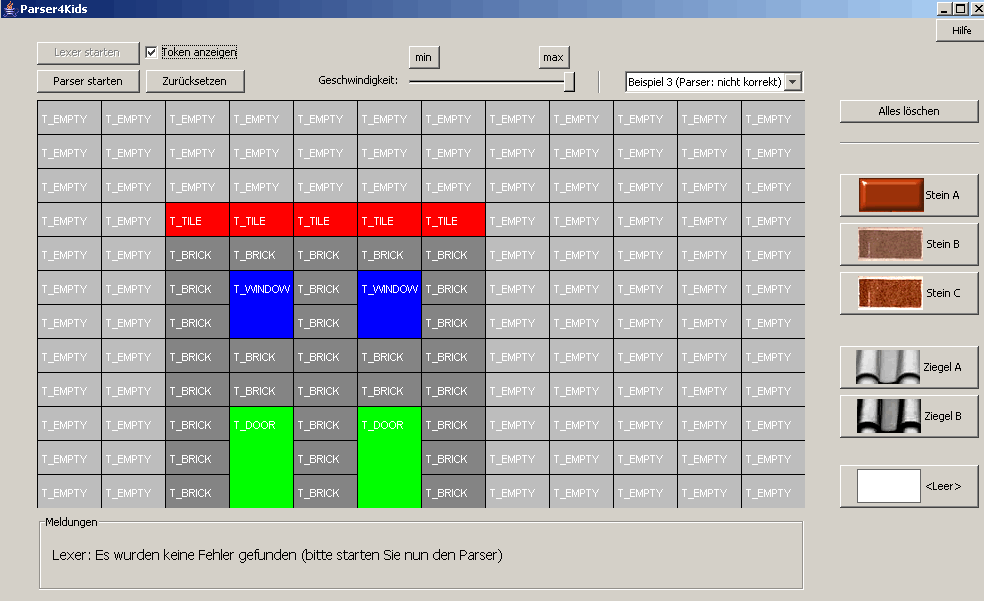 Parser4Kids
Hilfe
Lexer starten Token anzeigen min max
Parser starten Zurücksetzen Geschwindigkeit: Beispiel 3 (Parser: nicht korrekt)
Alles löschen
T_EMPTY T_EMPTY T_EMPTY T_EMPTY T_EMPTY T_EMPTY T_EMPTY T_EMPTY T_EMPTY T_EMPTY T_EMPTY T_EMPTY
T_EMPTY T_EMPTY T_EMPTY T_EMPTY T_EMPTY T_EMPTY T_EMPTY T_EMPTY T_EMPTY T_EMPTY T_EMPTY T_EMPTY
T_EMPTY T_EMPTY T_EMPTY T_EMPTY T_EMPTY T_EMPTY T_EMPTY T_EMPTY T_EMPTY T_EMPTY T_EMPTY T_EMPTY
T_EMPTY T_EMPTY T_TILE T_TILE T_TILE T_TILE T_TILE T_EMPTY T_EMPTY T_EMPTY T_EMPTY T_EMPTY
T_EMPTY T_EMPTY T_BRICK T_BRICK T_BRICK T_BRICK T_BRICK T_EMPTY T_EMPTY T_EMPTY T_EMPTY T_EMPTY
T_EMPTY T_EMPTY T_BRICK T_WINDOW T_BRICK T_WINDOW T_BRICK T_EMPTY T_EMPTY T_EMPTY T_EMPTY T_EMPTY
T_EMPTY T_EMPTY T_BRICK T_BRICK T_BRICK T_EMPTY T_EMPTY T_EMPTY T_EMPTY T_EMPTY
T_EMPTY T_EMPTY T_BRICK T_BRICK T_BRICK T_BRICK T_BRICK T_EMPTY T_EMPTY T_EMPTY T_EMPTY T_EMPTY
T_EMPTY T_EMPTY T_BRICK T_BRICK T_BRICK T_BRICK T_BRICK T_EMPTY T_EMPTY T_EMPTY T_EMPTY T_EMPTY
T_EMPTY T_EMPTY T_BRICK T_DOOR T_BRICK T_DOOR T_BRICK T_EMPTY T_EMPTY T_EMPTY T_EMPTY T_EMPTY
T_EMPTY T_EMPTY T_BRICK T_BRICK T_BRICK T_EMPTY T_EMPTY T_EMPTY T_EMPTY T_EMPTY
T_EMPTY T_EMPTY T_BRICK T_BRICK T_BRICK T_EMPTY T_EMPTY T_EMPTY T_EMPTY T_EMPTY
Stein A
Stein B
Stein C
Ziegel A
Ziegel B
<Leer>
Meldungen
Lexer: Es wurden keine Fehler gefunden (bitte starten Sie nun den Parser)